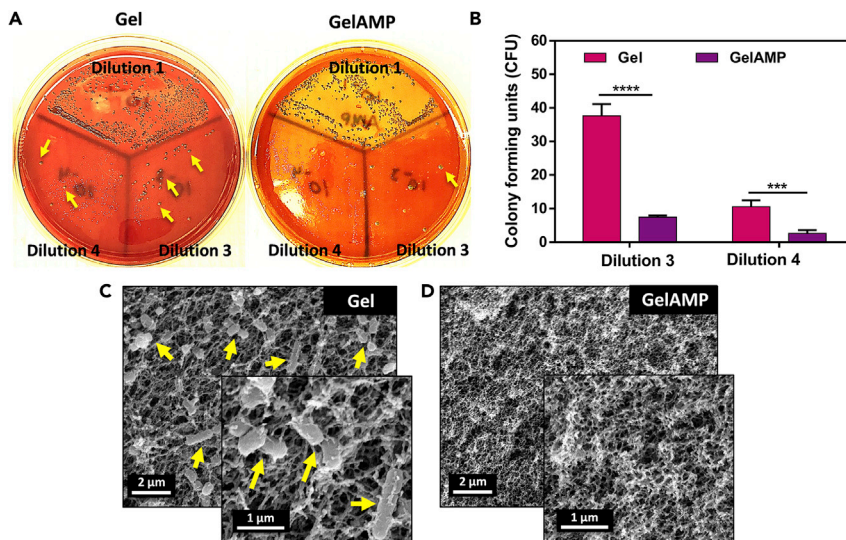 A
Gel
GelAMP
Dilution 1
Dilution 4
Dilution 3
Dilution 1
Dilution 4
Dilution 3
B
Colony forming units (CFU)
60
50
40
30
20
10
0
Gel
GelAMP
****
***
Dilution 3
Dilution 4
C
Gel
2 µm
1 µm
D
GelAMP
2 µm
1 µm